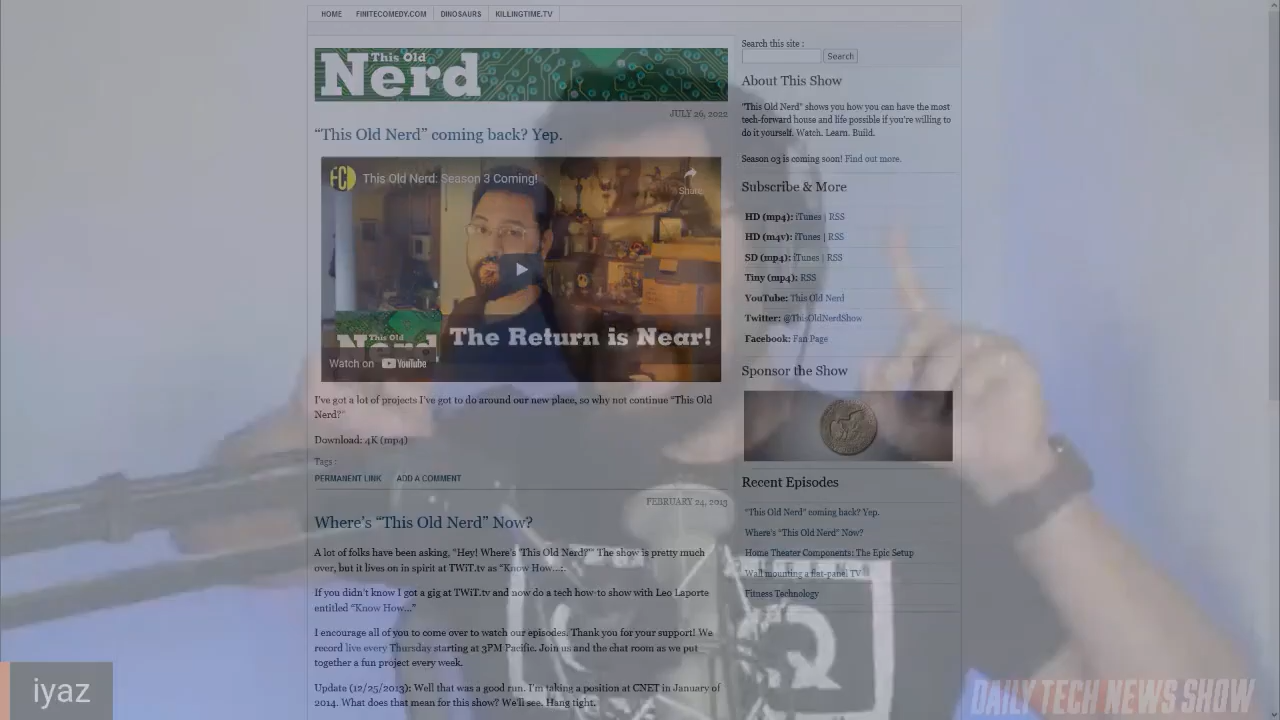 HOME FINITECOMEDY.COM DINOSAURS KILLINGTIME.TV
This Old
Nerd
JULY 26, 2022
“This Old Nerd” coming back? Yep.
This Old Nerd: Season 3 Coming!
Share
This Old
Nerd
The Return is Near!
Watch on YouTube
I've got a lot of projects I've got to do around our new place, so why not continue “This Old
Nerd?”
Download: 4K (mp4)
Tags :
PERMANENT LINK ADD A COMMENT
FEBRUARY 24, 2013
Where’s “This Old Nerd” Now?
A lot of folks have been asking, “Hey! Where’s ‘This Old Nerd?’” The show is pretty much
over, but it lives on in spirit at TWiT.tv as “Know How...:.
If you didn’t know I got a gig at TWiT.tv and now do a tech how-to show with Leo Laporte
entitled “Know How...”
I encourage all of you to come over to watch our episodes. Thank you for your support! We
record live every Thursday starting at 3PM Pacific. Join us and the chat room as we put
together a fun project every week.
Update (12/25/2013): Well that was a good run. I’m taking a position at CNET in January of
2014. What does that mean for this show? We’ll see. Hang tight.
Search this site :
Search
About This Show
"This Old Nerd" shows you how you can have the most
tech-forward house and life possible if you're willing to
do it yourself. Watch. Learn. Build.
Season 03 is coming soon! Find out more.
Subscribe & More
HD (mp4): iTunes | RSS
HD (m4v): iTunes | RSS
SD (mp4): iTunes | RSS
Tiny (mp4): RSS
YouTube: This Old Nerd
Twitter: @ThisOldNerdShow
Facebook: Fan Page
Sponsor the Show
Recent Episodes
“This Old Nerd” coming back? Yep.
Where’s “This Old Nerd” Now?
Home Theater Components: The Epic Setup
Wall mounting a flat-panel TV
Fitness Technology
iyaz
DAILY TECH NEWS SHOW